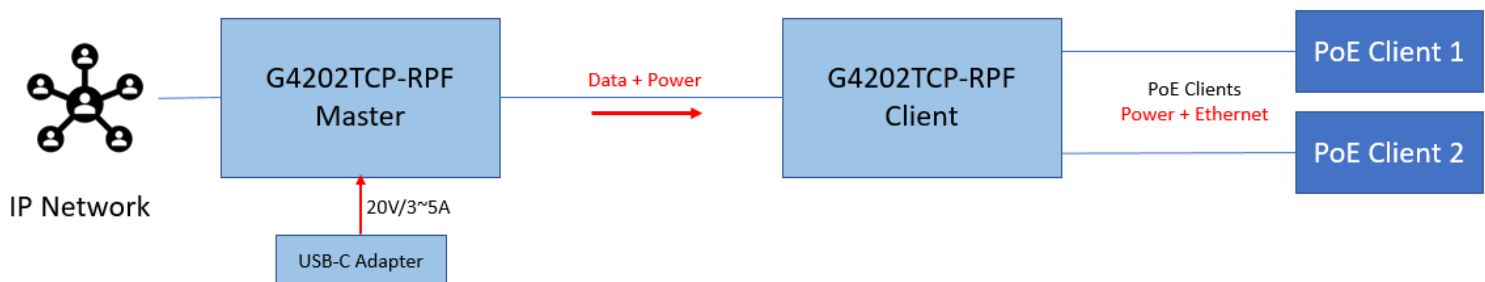 IP Network
G4202TCP-RPF
Master
20V/3~5A
USB-C Adapter
Data + Power
G4202TCP-RPF
Client
PoE Clients
Power + Ethernet
PoE Client 1
PoE Client 2